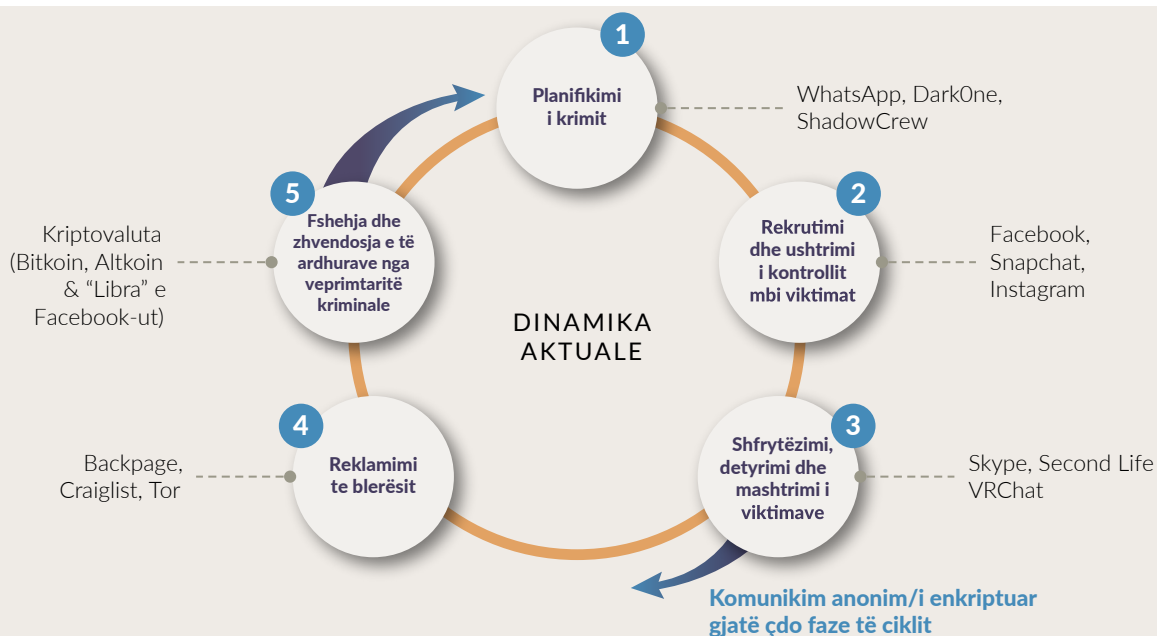 1
Planifikimi
i krimit
WhatsApp, Dark0ne,
ShadowCrew
2
Rekrutimi
dhe ushtrimi
i kontrollit
mbi viktimat
Facebook,
Snapchat,
Instagram
3
Shfrytëzimi,
detyrimi dhe
mashtrimi i
viktimave
Skype, Second Life
VRChat
4
Reklamimi
te blerësit
Backpage,
Craiglist, Tor
5
Fshehja dhe
zhvendosja e të
ardhurave nga
veprimtaritë
kriminale
Kriptovaluta
(Bitkoin, Altkoin
& “Libra” e
Facebook-ut)
DINAMIKA
AKTUALE
Komunikim anonim/i enkriptuar
gjatë çdo faze të ciklit